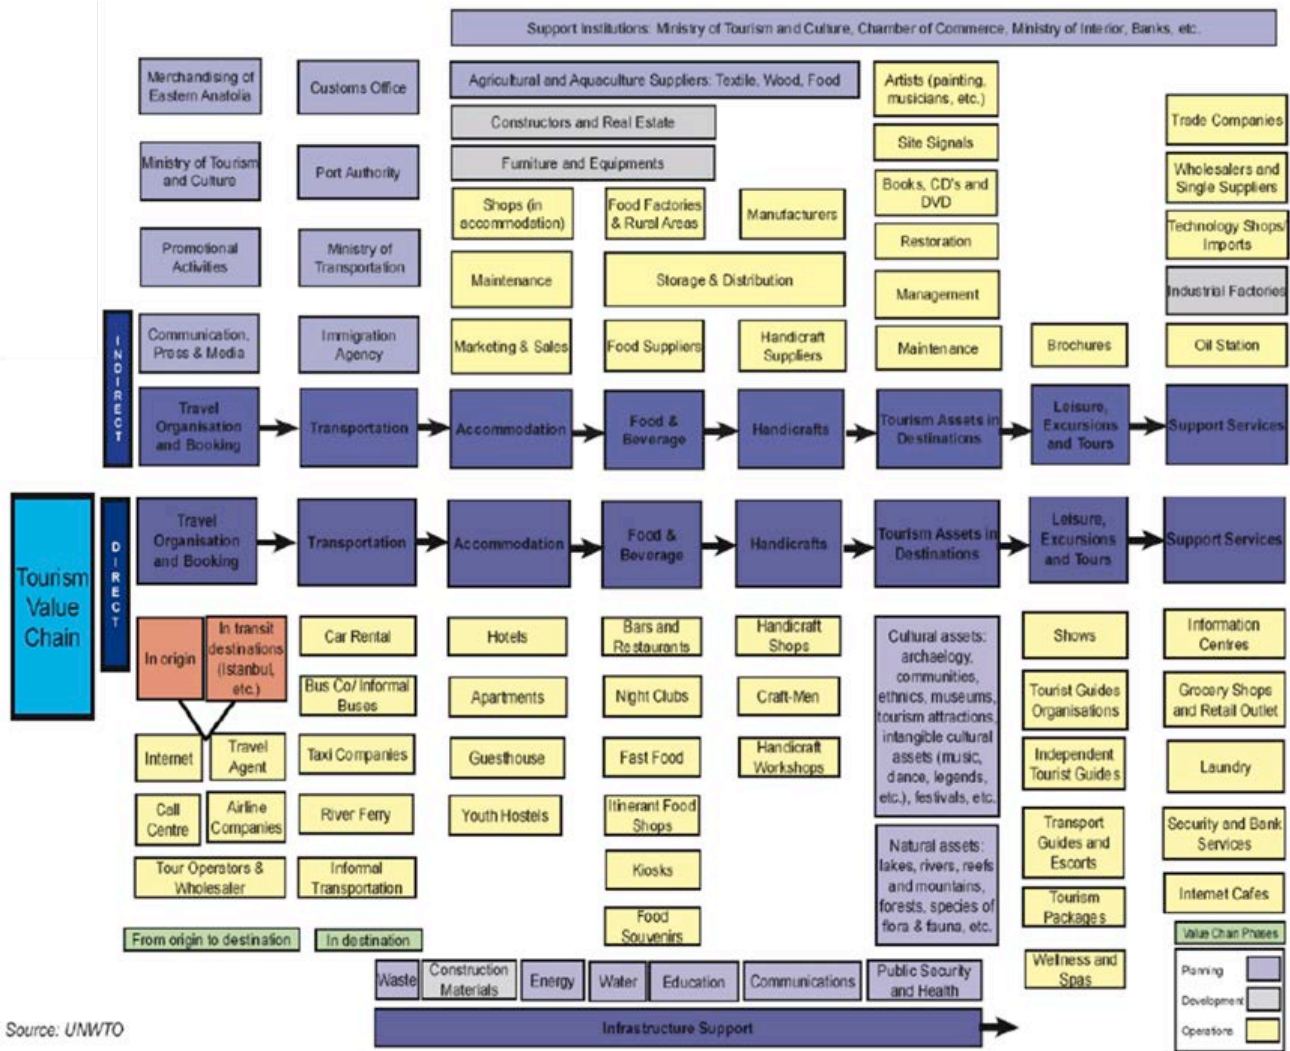 Support Institutions: Ministry of Tourism and Culture, Chamber of Commerce, Ministry of Interior, Banks, etc.
Merchandising of
Eastern Anatolia
Customs Office
Agricultural and Aquaculture Suppliers: Textile, Wood, Food
Artists (painting,
musicians, etc.)
Constructors and Real Estate
Trade Companies
Site Signals
Ministry of Tourism
and Culture
Port Authority
Furniture and Equipments
Wholesalers and
Single Suppliers
Shops (in
accommodation)
Food Factories
& Rural Areas
Manufacturers
Books, CD's and
DVD
Technology Shops/
Imports
Promotional
Activities
Ministry of
Transportation
Restoration
Maintenance
Storage & Distribution
Management
Industrial Factories
Communication,
Press & Media
Immigration
Agency
Marketing & Sales
Food Suppliers
Handicraft
Suppliers
Maintenance
Brochures
Oil Station
INDIRECT
Travel
Organisation
and Booking
Transportation
Accommodation
Food &
Beverage
Handicrafts
Tourism Assets in
Destinations
Leisure,
Excursions
and Tours
Support Services
Tourism
Value
Chain
DIRECT
Travel
Organisation
and Booking
Transportation
Accommodation
Food &
Beverage
Handicrafts
Tourism Assets in
Destinations
Leisure,
Excursions
and Tours
Support Services
In origin
In transit
destinations
(Istanbul,
etc.)
Internet
Travel
Agent
Call
Centre
Airline
Companies
Tour Operators &
Wholesaler
Car Rental
Bus Co/ Informal
Buses
Taxi Companies
River Ferry
Informal
Transportation
Hotels
Apartments
Guesthouse
Youth Hostels
Bars and
Restaurants
Night Clubs
Fast Food
Itinerant Food
Shops
Kiosks
Food
Souvenirs
Handicraft
Shops
Craft-Men
Handicraft
Workshops
Cultural assets:
archaelogy,
communities,
ethnics, museums,
tourism attractions,
intangible cultural
assets (music,
dance, legends,
etc.), festivals, etc.
Natural assets:
lakes, rivers, reefs
and mountains,
forests, species of
flora & fauna, etc.
Shows
Tourist Guides
Organisations
Independent
Tourist Guides
Transport
Guides and
Escorts
Tourism
Packages
Wellness and
Spas
Information
Centres
Grocery Shops
and Retail Outlet
Laundry
Security and Bank
Services
Internet Cafes
From origin to destination
In destination
Value Chain Phases
Planning
Development
Operations
Waste
Construction
Materials
Energy
Water
Education
Communications
Public Security
and Health
Infrastructure Support
Source: UNWTO